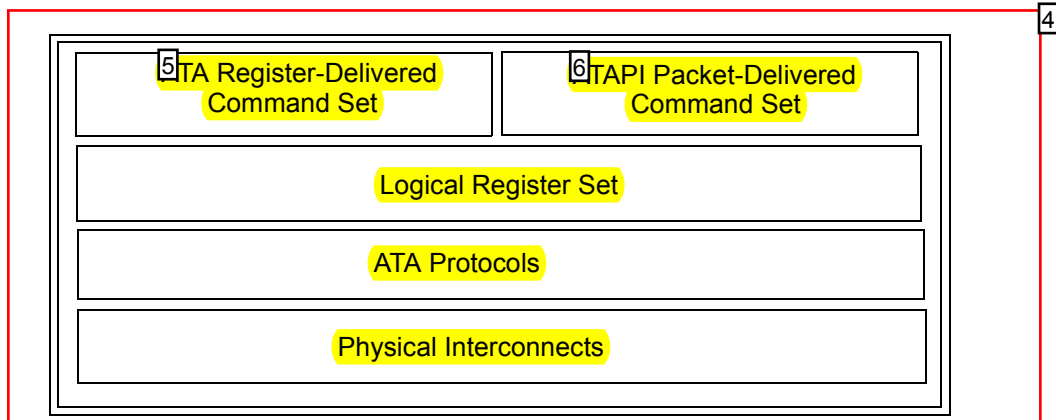 4
5
TA Register-Delivered
Command Set
6
TAPI Packet-Delivered
Command Set
Logical Register Set
ATA Protocols
Physical Interconnects